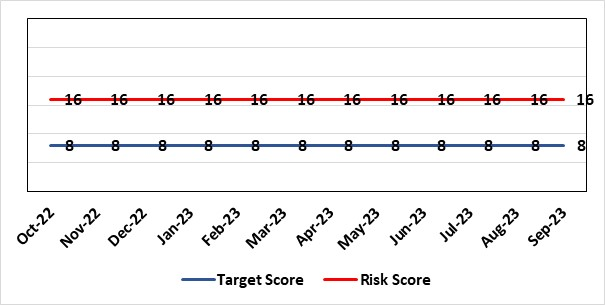 16 16 16 16 16 16 16 16 16 16 16 16
8 8 8 8 8 8 8 8 8 8 8 8
Oct-22 Nov-22 Dec-22 Jan-23 Feb-23 Mar-23 Apr-23 May-23 Jun-23 Jul-23 Aug-23 Sep-23
Target Score Risk Score